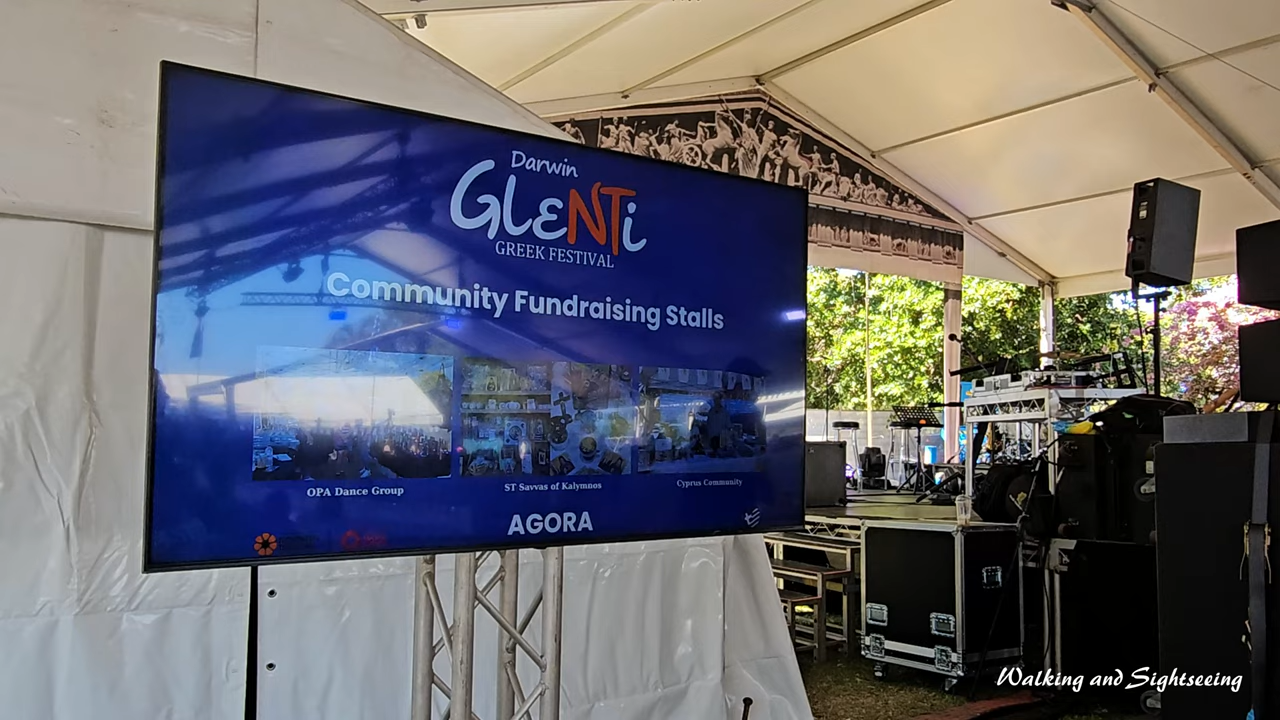 Darwin
GLENTi
GREEK FESTIVAL
Community Fundraising Stalls
OPA Dance Group
ST Savvas of Kalymnos
Cyprus Community
AGORA
Walking and Sightseeing